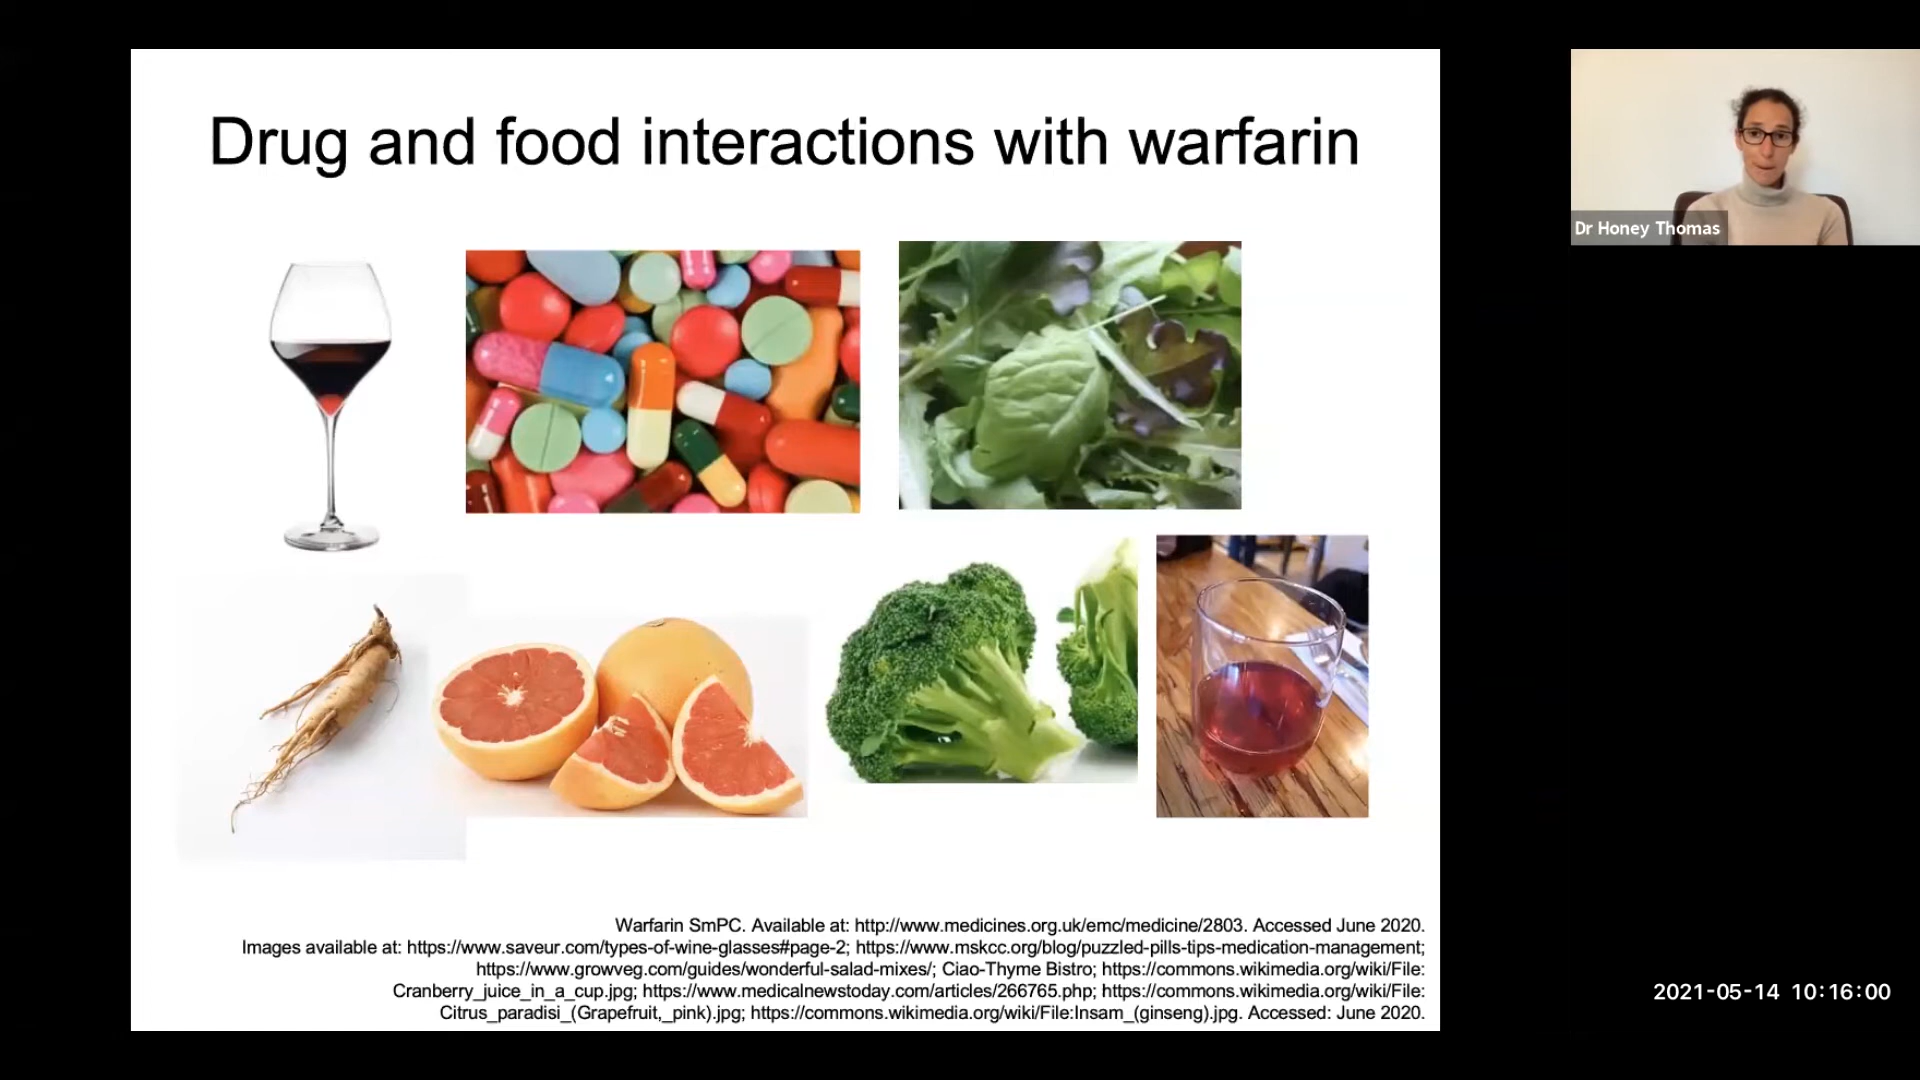 Drug and food interactions with warfarin
Dr Honey Thomas
Warfarin SmPC. Available at: http://www.medicines.org.uk/emc/medicine/2803. Accessed June 2020.
Images available at: https://www.saveur.com/types-of-wine-glasses#page-2; https://www.mskcc.org/blog/puzzled-pills-tips-medication-management;
https://www.growveg.com/guides/wonderful-salad-mixes/; Ciao-Thyme Bistro; https://commons.wikimedia.org/wiki/File:
Cranberry_juice_in_a_cup.jpg; https://www.medicalnewstoday.com/articles/266765.php; https://commons.wikimedia.org/wiki/File:
Citrus_paradisi_(Grapefruit,_pink).jpg; https://commons.wikimedia.org/wiki/File:Insam_(ginseng).jpg. Accessed: June 2020.
2021-05-14 10:16:00